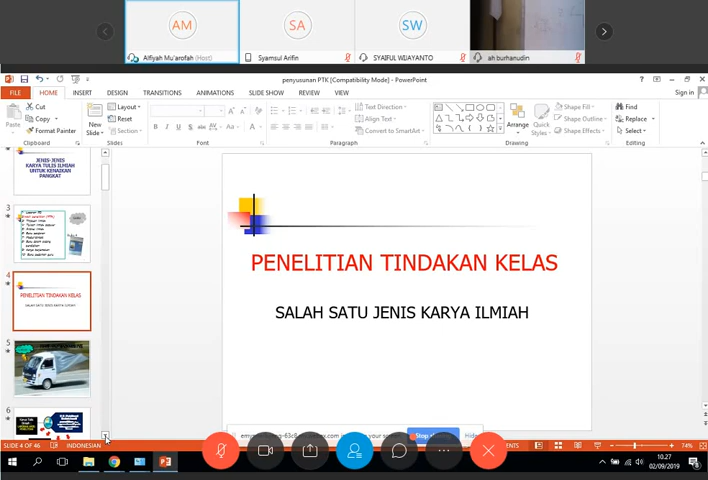 AM
SA
SW
Alfiyah Mu'arofah (Host)
Syamsul Arifin
SYAIFUL WIJAYANTO
ah burhanudin
penyusunan PTK [Compatibility Mode] - PowerPoint
FILE HOME INSERT DESIGN TRANSITIONS ANIMATIONS SLIDE SHOW REVIEW VIEW
Sign in
Paste
Cut
Copy
Format Painter
Clipboard
New Slide
Layout
Reset
Section
Slides
Font
Paragraph
Text Direction
Align Text
Convert to SmartArt
Arrange
Quick Styles
Drawing
Shape Fill
Shape Outline
Shape Effects
Find
Replace
Select
Editing
JENIS-JENIS
KARYA TULIS ILMIAH
UNTUK KENAIKAN
PANGKAT
3
4
PENELITIAN TINDAKAN KELAS
SALAH SATU JENIS KARYA ILMIAH
5
6
PENELITIAN TINDAKAN KELAS
SALAH SATU JENIS KARYA ILMIAH
Hide
SLIDE 4 OF 46
INDONESIAN
74%
10.27
02/09/2019